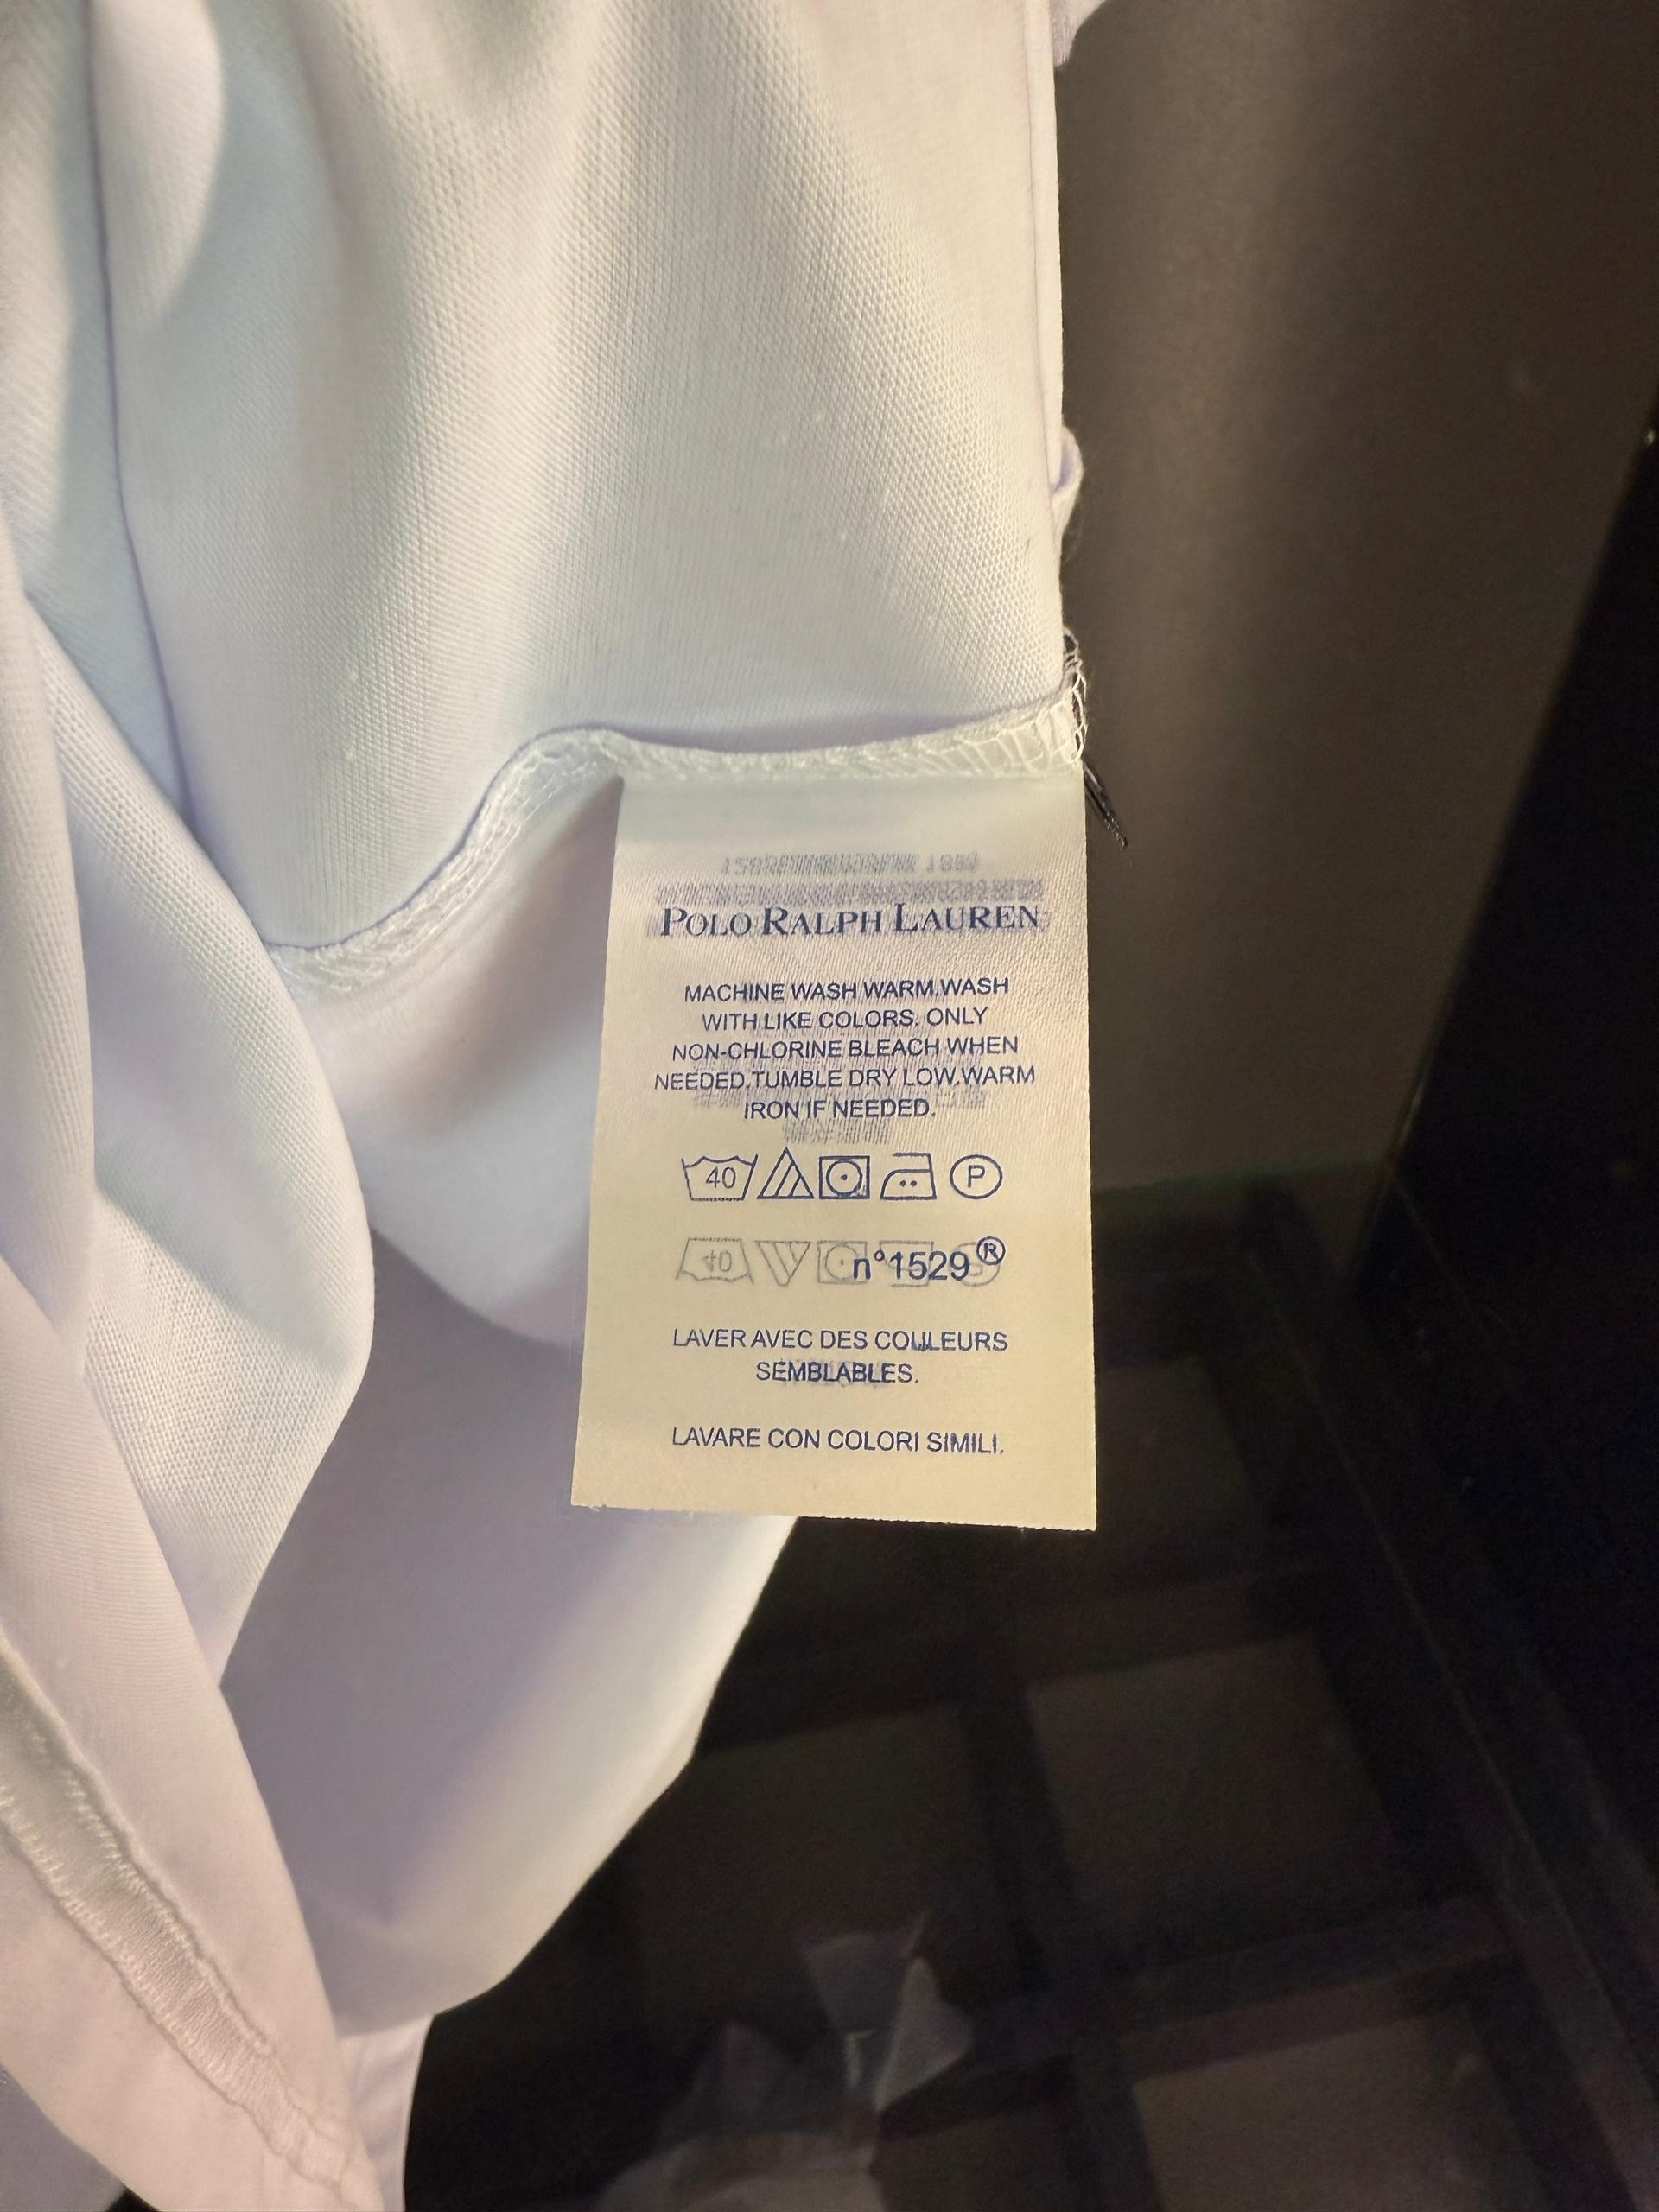 POLO RALPH LAUREN
MACHINE WASH WARM.WASH
WITH LIKE COLORS. ONLY
NON-CHLORINE BLEACH WHEN
NEEDED.TUMBLE DRY LOW.WARM
IRON IF NEEDED.
40 P
n°1529®
LAVER AVEC DES COULEURS
SEMBLABLES.
LAVARE CON COLORI SIMILI.